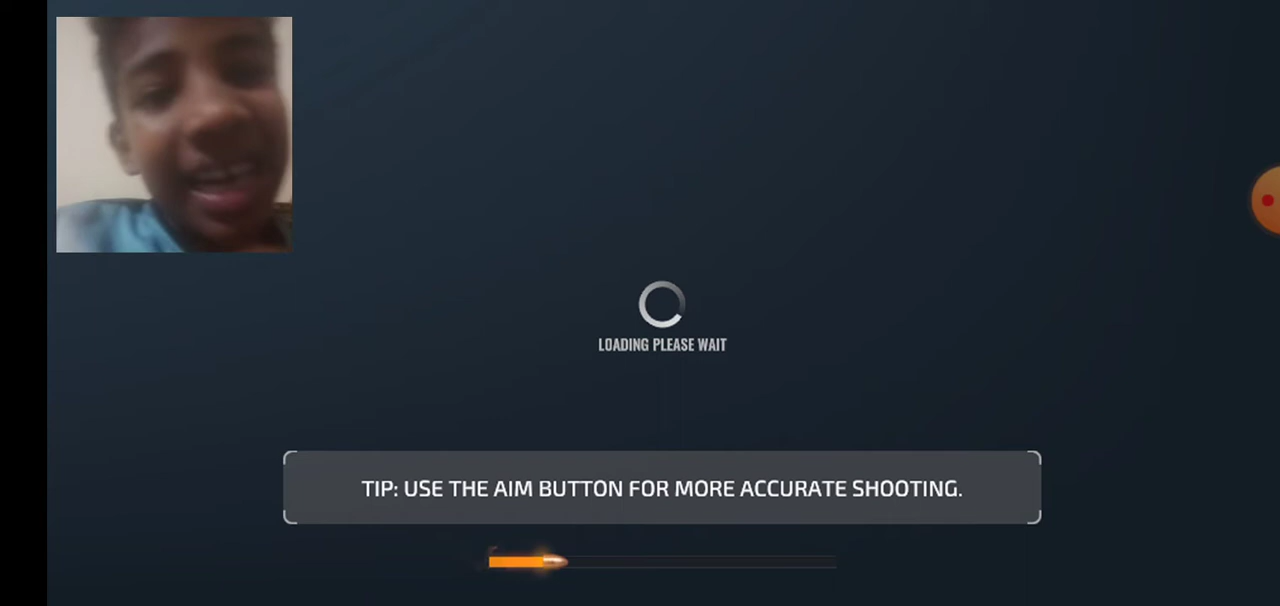 LOADING PLEASE WAIT
TIP: USE THE AIM BUTTON FOR MORE ACCURATE SHOOTING.